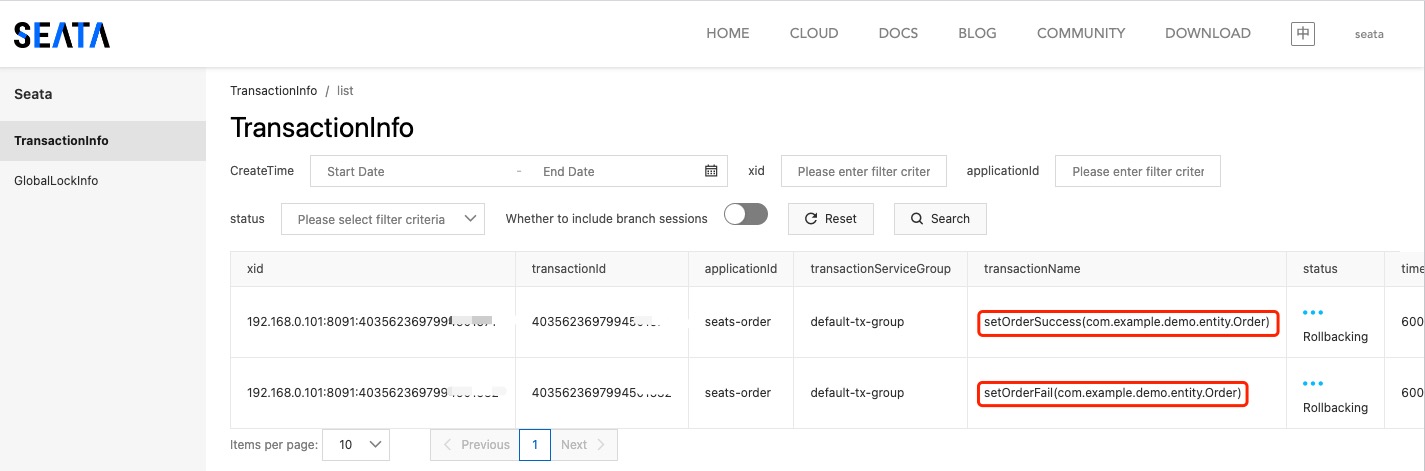 SEATA
HOME CLOUD DOCS BLOG COMMUNITY DOWNLOAD 中 seata
Seata
TransactionInfo
GlobalLockInfo
TransactionInfo / list
TransactionInfo
CreateTime Start Date - End Date xid Please enter filter criter applicationId Please enter filter criter
status Please select filter criteria Whether to include branch sessions Reset Search
xid transactionId applicationId transactionServiceGroup transactionName status time
192.168.0.101:8091:403562369799 40356236979945 seats-order default-tx-group setOrderSuccess(com.example.demo.entity.Order) Rollbacking 600
192.168.0.101:8091:403562369799 4035623697994 seats-order default-tx-group setOrderFail(com.example.demo.entity.Order) Rollbacking 600
Items per page: 10 Previous 1 Next